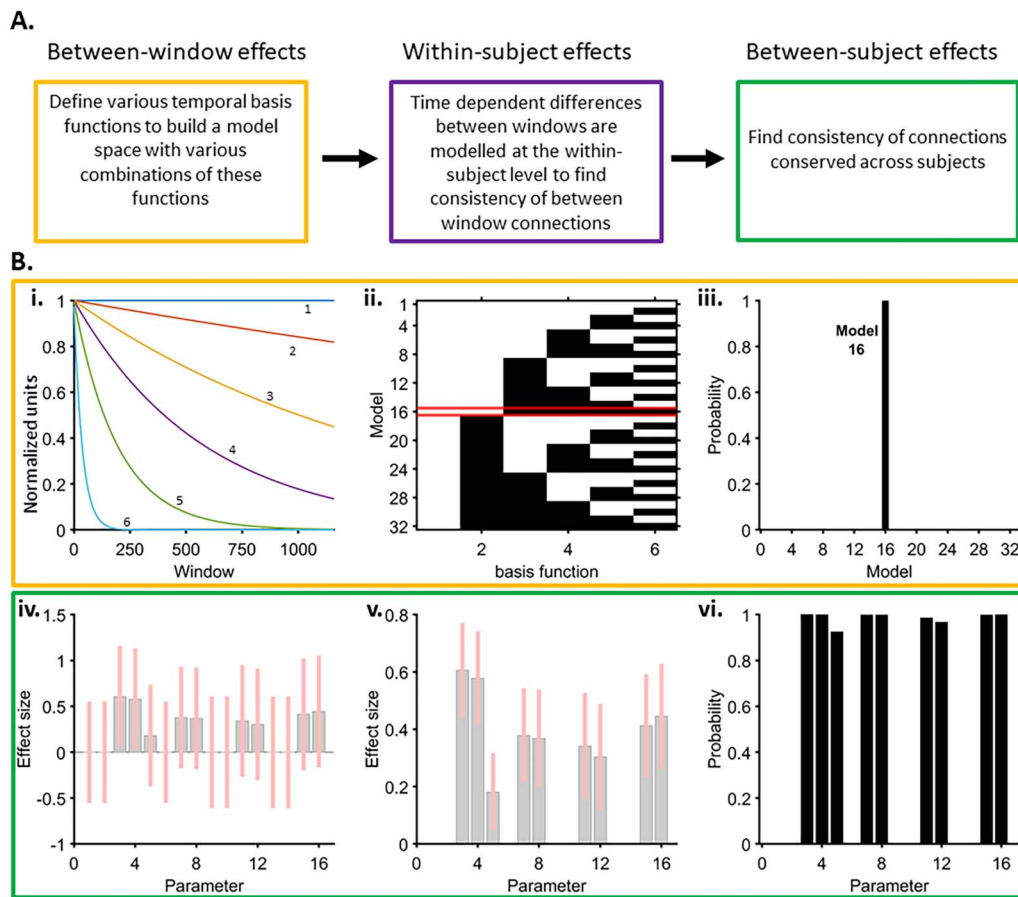 A.
Between-window effects
Within-subject effects
Between-subject effects
Define various temporal basis
functions to build a model
space with various
combinations of these
functions
Time dependent differences
between windows are
modelled at the within-
subject level to find
consistency of between
window connections
Find consistency of connections
conserved across subjects
B.
i.
1
0.8
0.6
0.4
0.2
0
Normalized units
1
2
3
4
5
6
0 250 500 750 1000
Window
ii.
1
4
8
12
16
20
24
28
32
Model
2 4 6
basis function
iii.
1
0.8
0.6
0.4
0.2
0
Probability
Model
16
0 4 8 12 16 20 24 28 32
Model
iv.
1.5
1
0.5
0
-0.5
-1
Effect size
0 4 8 12 16
Parameter
v.
0.8
0.6
0.4
0.2
0
Effect size
0 4 8 12 16
Parameter
vi.
1
0.8
0.6
0.4
0.2
0
Probability
0 4 8 12 16
Parameter